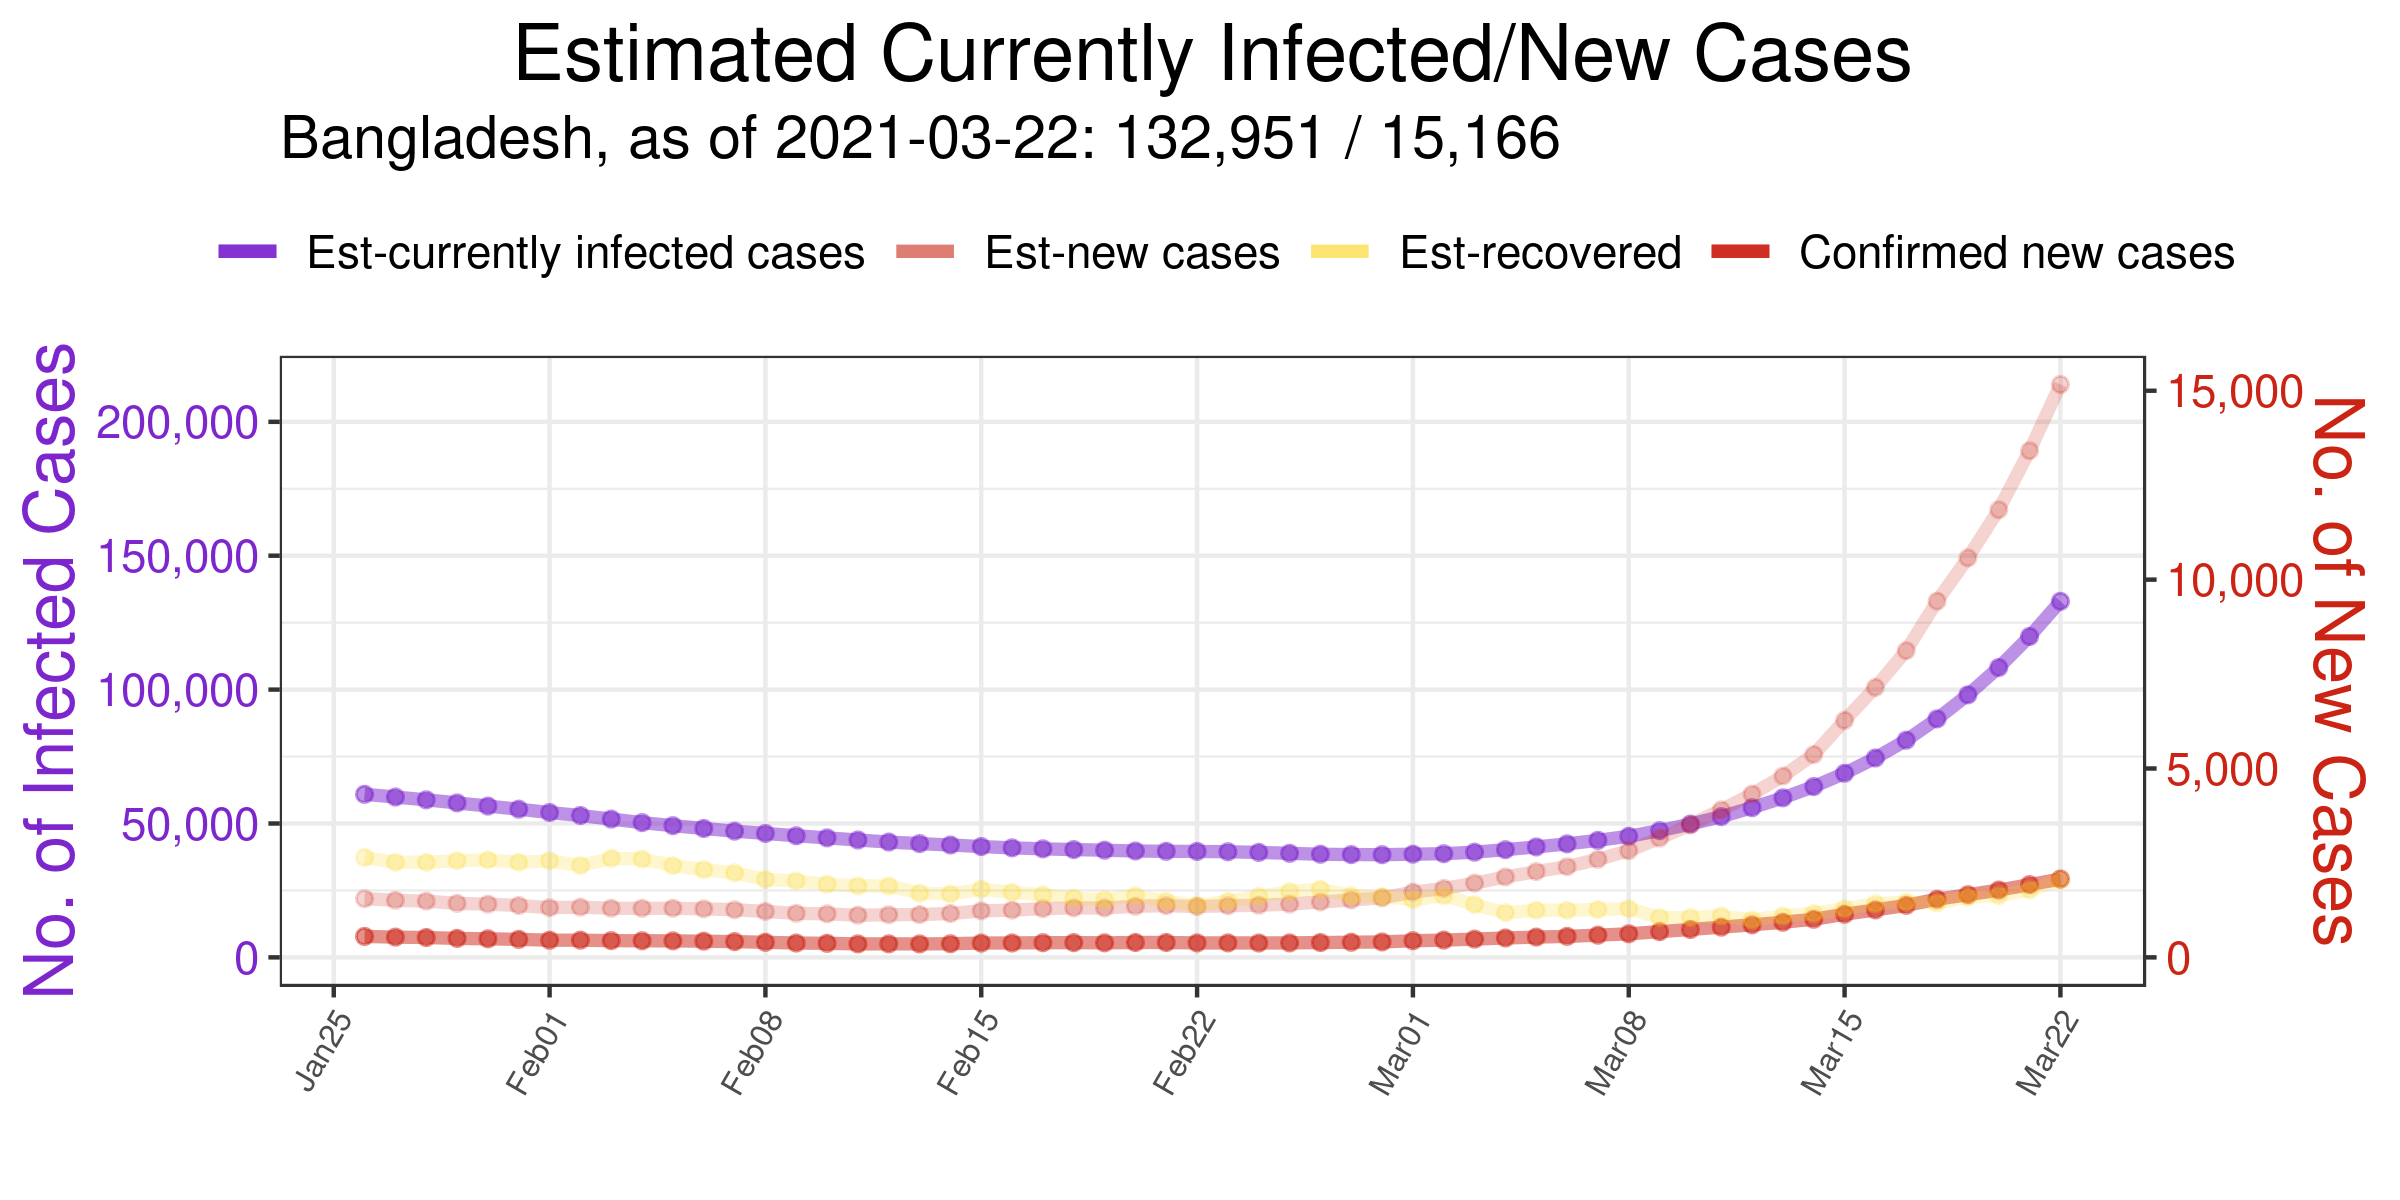 Estimated Currently Infected/New Cases
Bangladesh, as of 2021-03-22: 132,951 / 15,166
Est-currently infected cases Est-new cases Est-recovered Confirmed new cases
No. of Infected Cases
200,000
150,000
100,000
50,000
0
15,000
10,000
5,000
0
No. of New Cases
Jan25 Feb01 Feb08 Feb15 Feb22 Mar01 Mar08 Mar15 Mar22